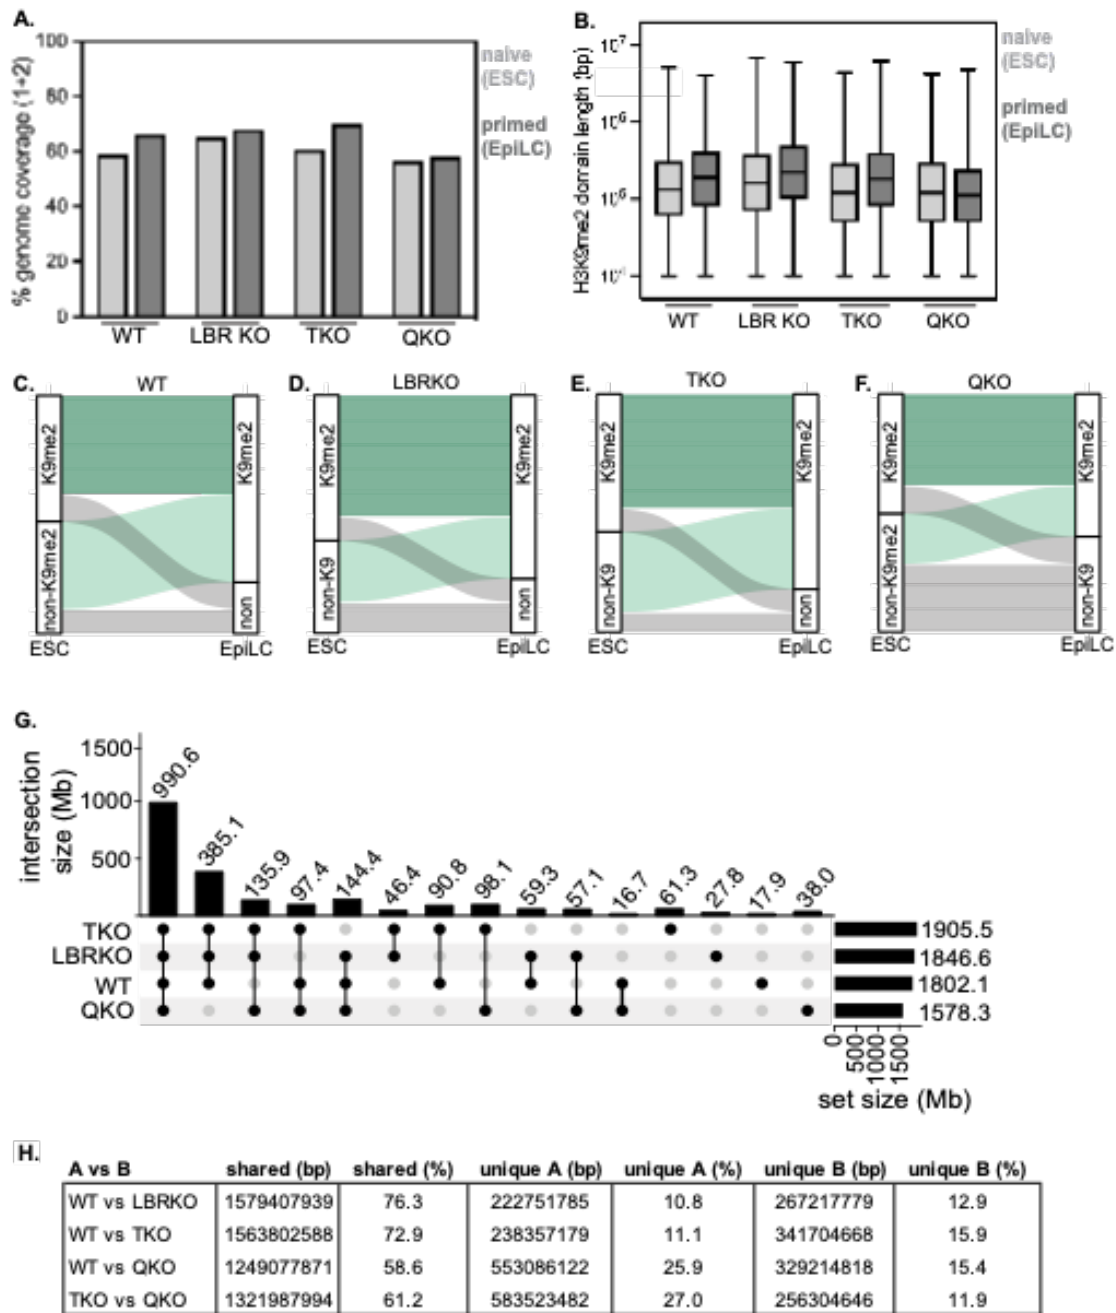 A.
% genome coverage (1+2)
100
80
60
40
20
0
WT
LBR KO
TKO
QKO
naive
(ESC)
primed
(EpiLC)
B.
H3K9me2 domain length (bp)
10^7
10^6
10^6
10^4
WT
LBR KO
TKO
QKO
naive
(ESC)
primed
(EpiLC)
C.
WT
K9me2
non-K9me2
K9me2
non
ESC
EpiLC
D.
LBRKO
K9me2
non-K9
K9me2
non
ESC
EpiLC
E.
TKO
K9me2
non-K9
K9me2
non
ESC
EpiLC
F.
QKO
K9me2
non-K9me2
K9me2
non-K9
ESC
EpiLC
G.
intersection
size (Mb)
1500
1000
500
990.6
385.1
135.9
97.4
144.4
46.4
90.8
98.1
59.3
57.1
16.7
61.3
27.8
17.9
38.0
TKO 1905.5
LBRKO 1846.6
WT 1802.1
QKO 1578.3
0 500 1000 1500
set size (Mb)
H.
A vs B shared (bp) shared (%) unique A (bp) unique A (%) unique B (bp) unique B (%)
WT vs LBRKO 1579407939 76.3 222751785 10.8 267217779 12.9
WT vs TKO 1563802588 72.9 238357179 11.1 341704668 15.9
WT vs QKO 1249077871 58.6 553086122 25.9 329214818 15.4
TKO vs QKO 1321987994 61.2 583523482 27.0 256304646 11.9